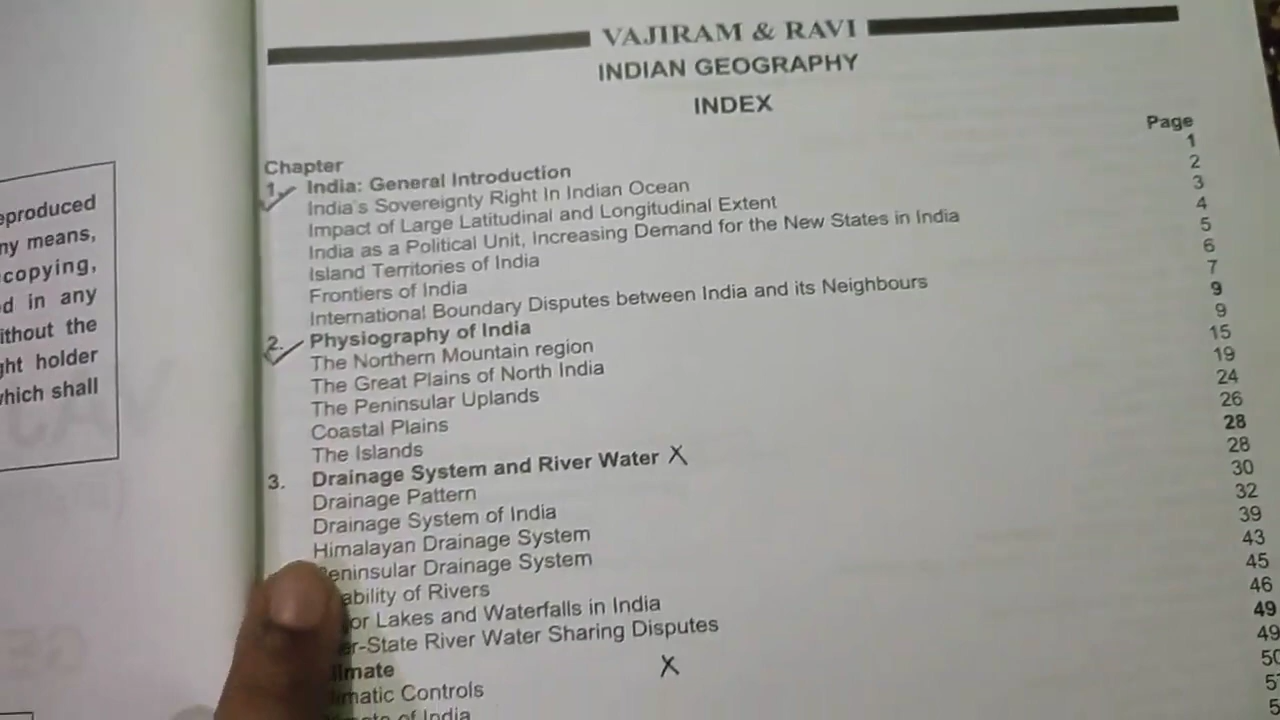 VAJIRAM & RAVI
INDIAN GEOGRAPHY
INDEX
Page
Chapter
1. India: General Introduction 1
India's Sovereignty Right In Indian Ocean 2
Impact of Large Latitudinal and Longitudinal Extent 3
India as a Political Unit, Increasing Demand for the New States in India 4
Island Territories of India 5
Frontiers of India 6
International Boundary Disputes between India and its Neighbours 7
2. Physiography of India 9
The Northern Mountain region 9
The Great Plains of North India 15
The Peninsular Uplands 19
Coastal Plains 24
The Islands 26
3. Drainage System and River Water X 28
Drainage Pattern 28
Drainage System of India 30
Himalayan Drainage System 32
eninsular Drainage System 39
ability of Rivers 43
or Lakes and Waterfalls in India 45
r-State River Water Sharing Disputes 46
limate X 49
matic Controls 49
of India
eproduced
ny means,
copying,
d in any
ithout the
ght holder
which shall